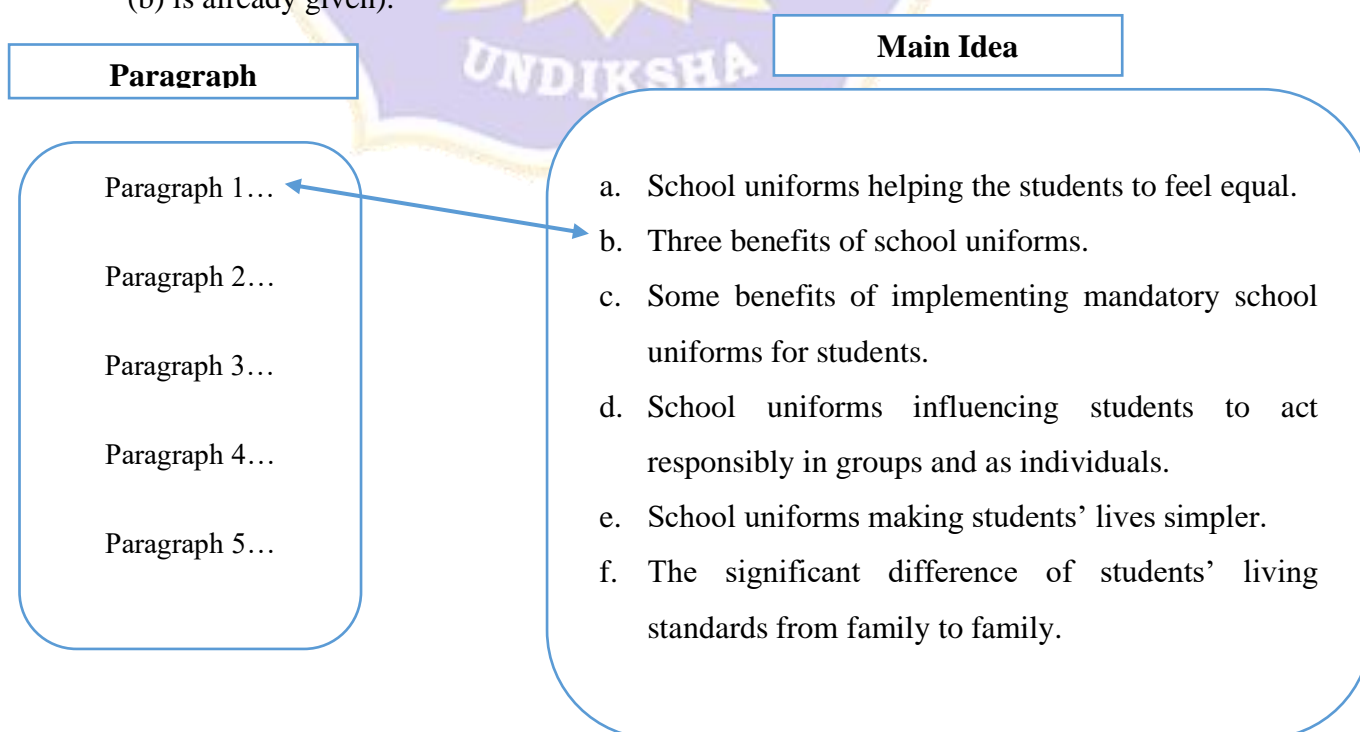 (b) is already given).
Paragraph
Main Idea
UNDIKSHA
Paragraph 1…
Paragraph 2…
Paragraph 3…
Paragraph 4…
Paragraph 5…
a. School uniforms helping the students to feel equal.
b. Three benefits of school uniforms.
c. Some benefits of implementing mandatory school
uniforms for students.
d. School uniforms influencing students to act
responsibly in groups and as individuals.
e. School uniforms making students’ lives simpler.
f. The significant difference of students’ living
standards from family to family.